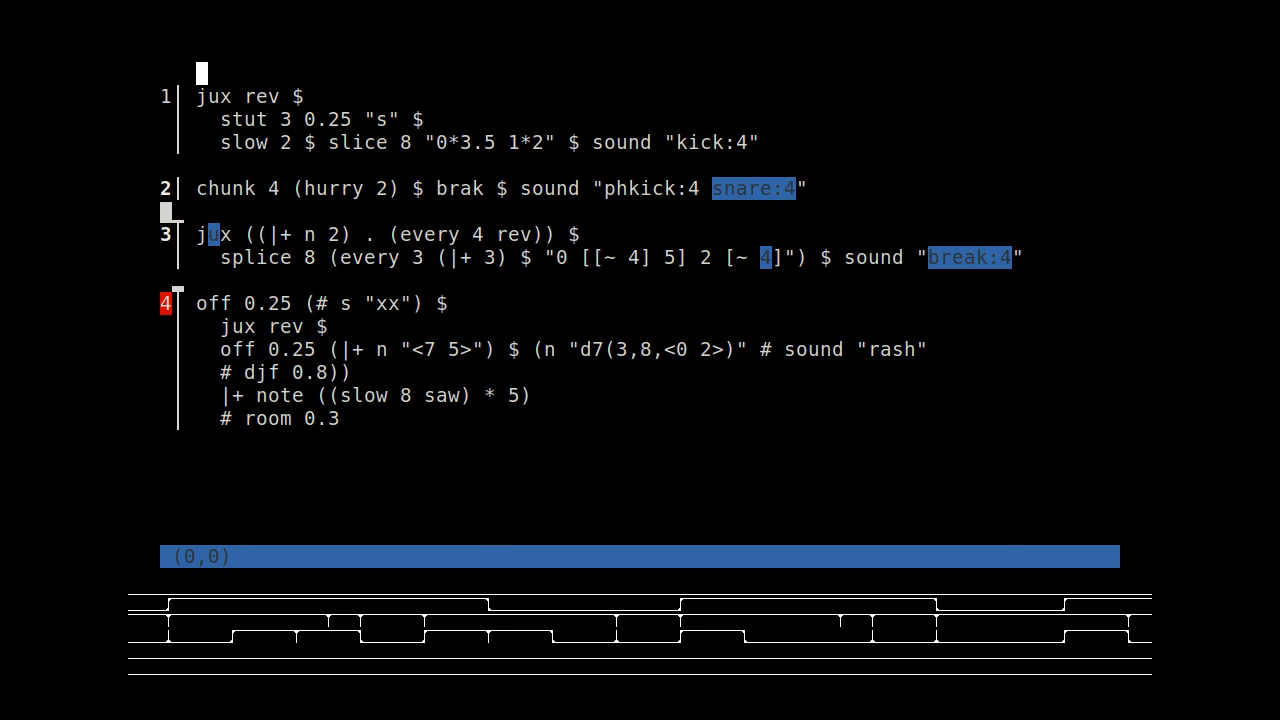 1 jux rev $
stut 3 0.25 "s" $
slow 2 $ slice 8 "0*3.5 1*2" $ sound "kick:4"
2 chunk 4 (hurry 2) $ brak $ sound "phkick:4 snare:4"
3 jux ((|+ n 2) . (every 4 rev)) $
splice 8 (every 3 (|+ 3) $ "0 [[~ 4] 5] 2 [~ 4]") $ sound "break:4"
4 off 0.25 (# s "xx") $
jux rev $
off 0.25 (|+ n "<7 5>") $ (n "d7(3,8,<0 2>)" # sound "rash"
# djf 0.8))
|+ note ((slow 8 saw) * 5)
# room 0.3
(0,0)